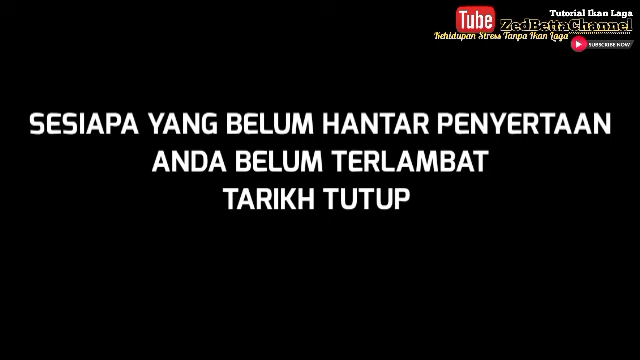 Tube
Tutorial Ikan Laga
ZedBettaChannel
Kehidupan Stress Tanpa Ikan Laga
SUBSCRIBE NOW
SESIAPA YANG BELUM HANTAR PENYERTAAN
ANDA BELUM TERLAMBAT
TARIKH TUTUP